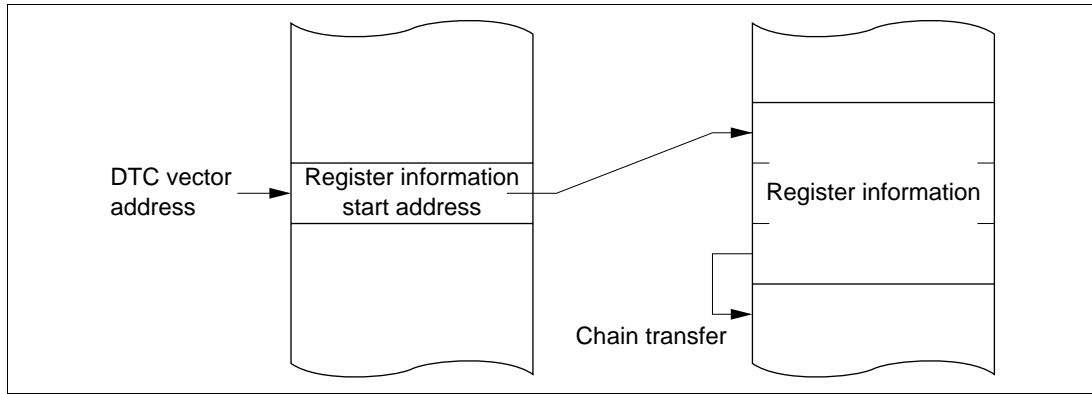 DTC vector
address
Register information
start address
Register information
Chain transfer